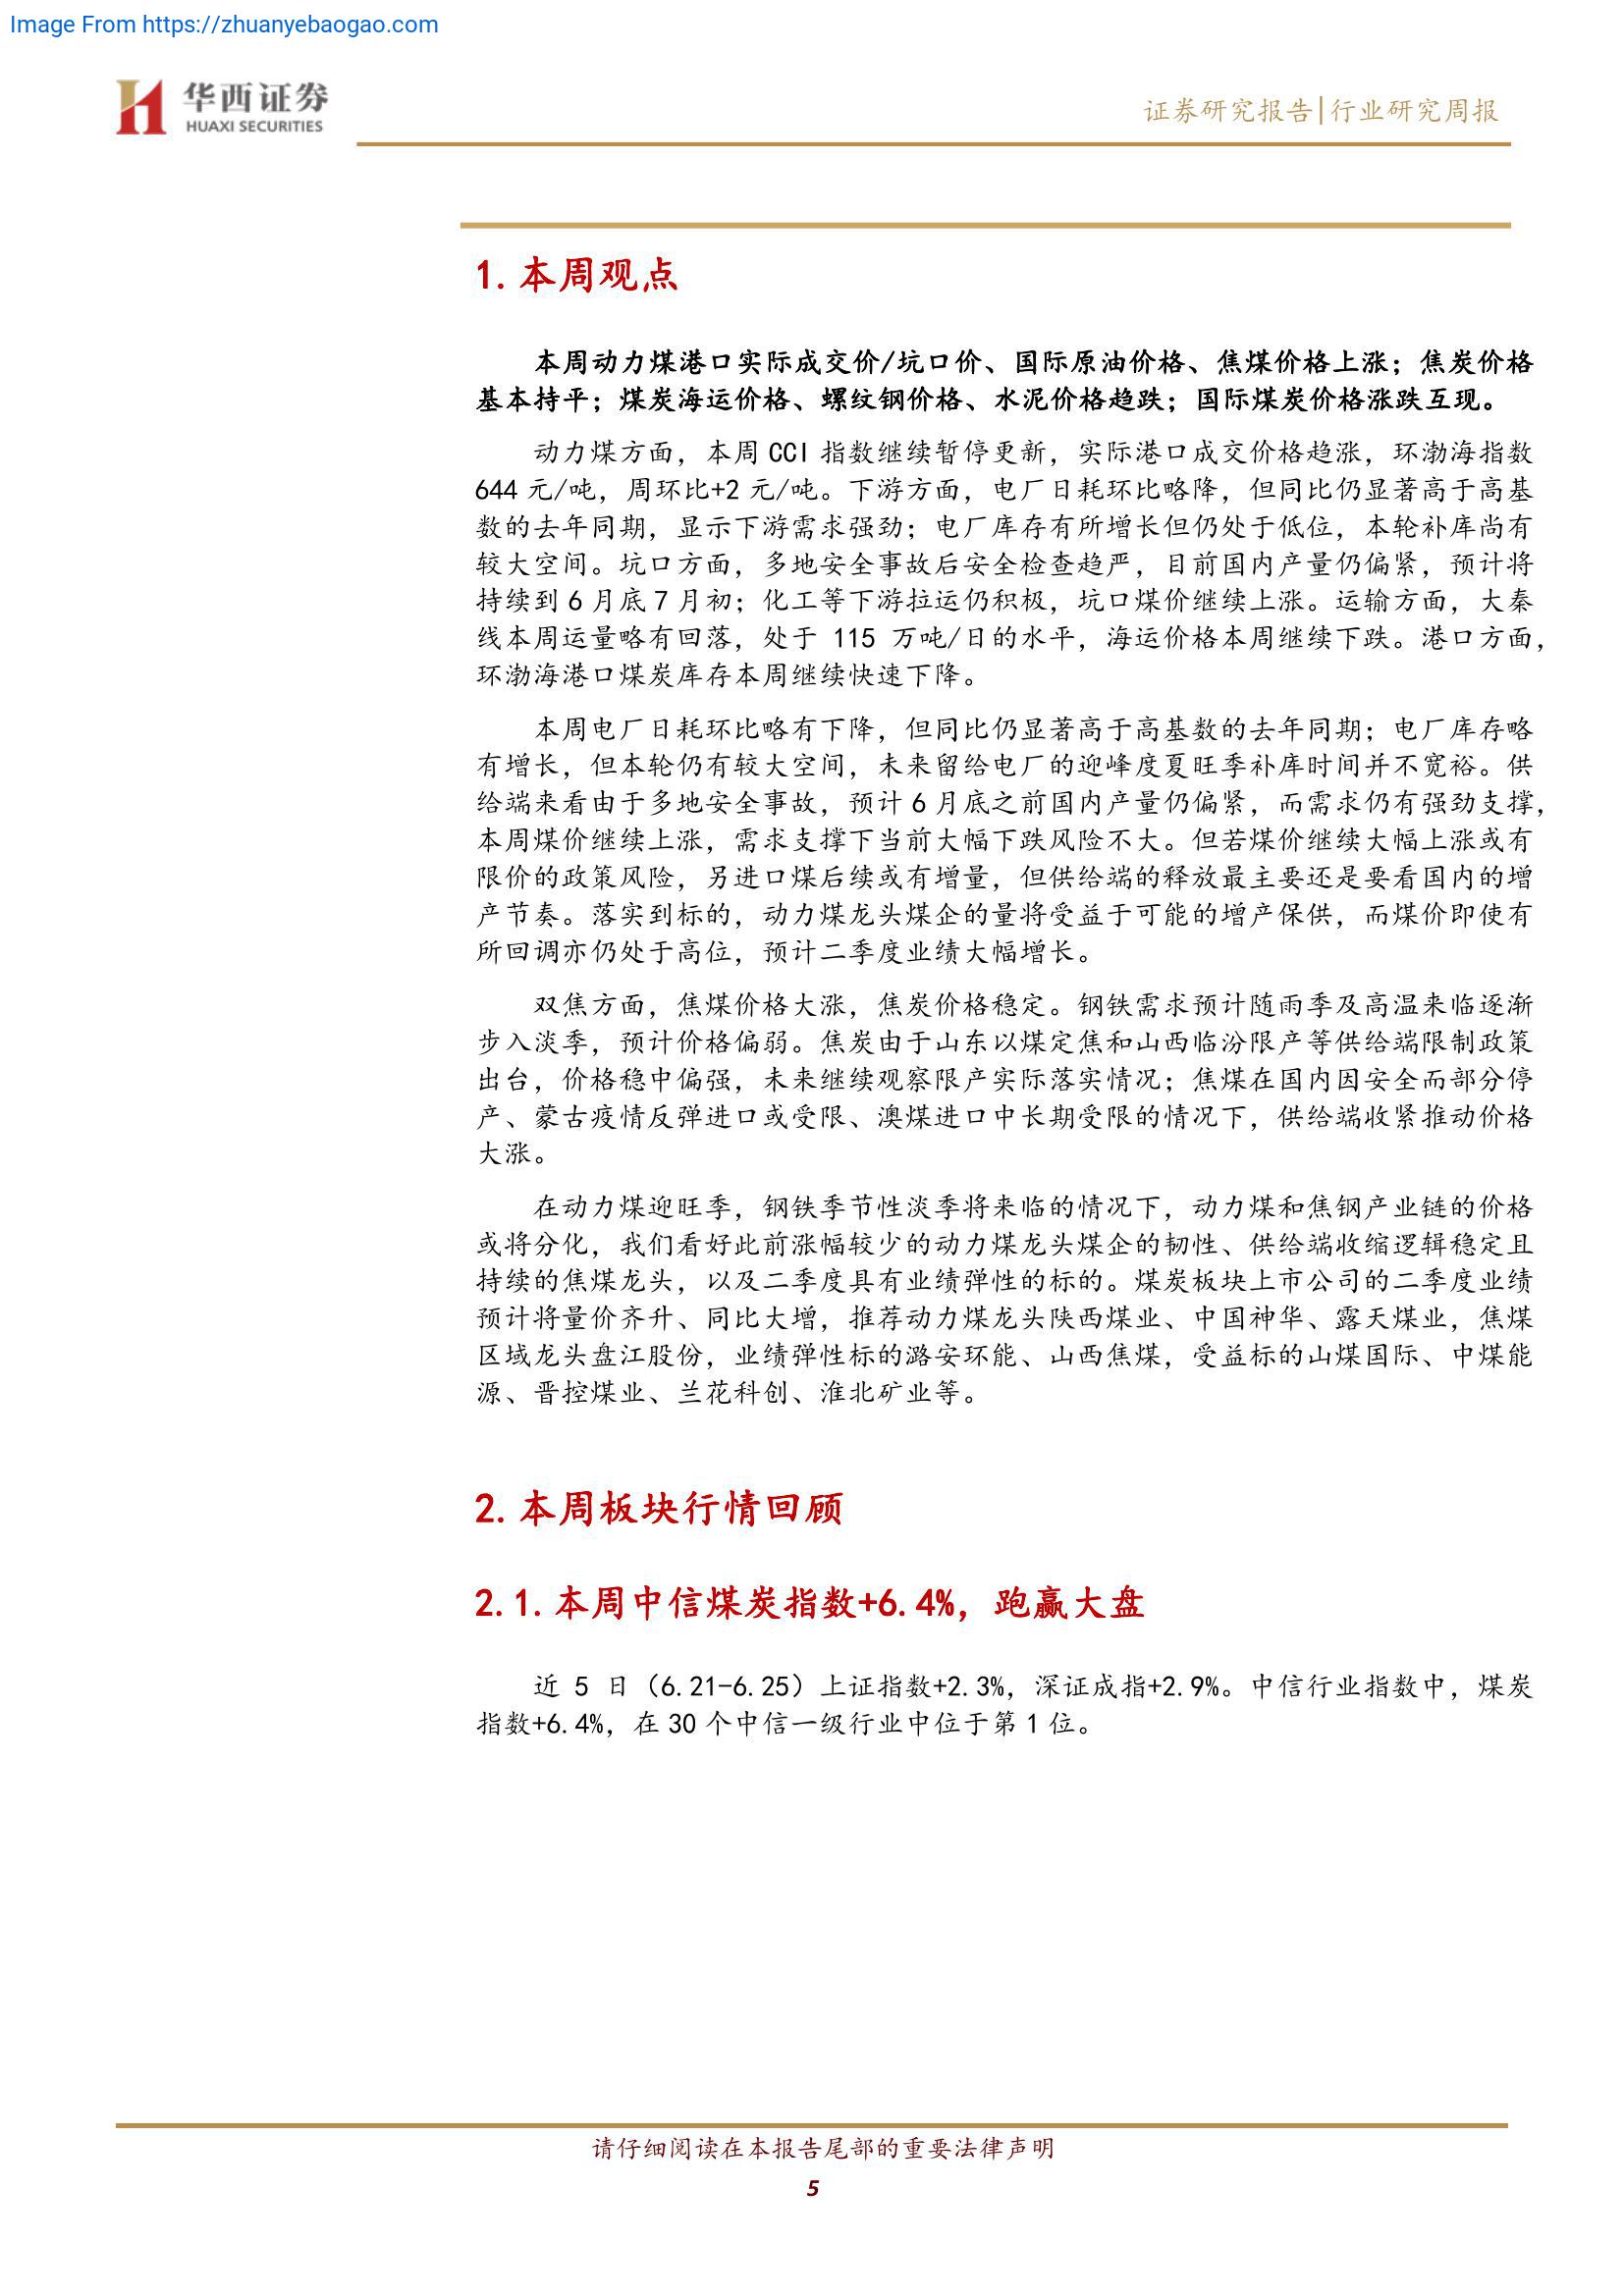 Image From https://zhuanyebaogao.com
华西证券
HUAXI SECURITIES
证券研究报告|行业研究周报
1. 本周观点
本周动力煤港口实际成交价/坑口价、国际原油价格、焦煤价格上涨；焦炭价格
基本持平；煤炭海运价格、螺纹钢价格、水泥价格趋跌；国际煤炭价格涨跌互现。
动力煤方面，本周 CCI 指数继续暂停更新，实际港口成交价格趋涨，环渤海指数
644 元/吨，周环比+2 元/吨。下游方面，电厂日耗环比略降，但同比仍显著高于高基
数的去年同期，显示下游需求强劲；电厂库存有所增长但仍处于低位，本轮补库尚有
较大空间。坑口方面，多地安全事故后安全检查趋严，目前国内产量仍偏紧，预计将
持续到 6 月底 7 月初；化工等下游拉运仍积极，坑口煤价继续上涨。运输方面，大秦
线本周运量略有回落，处于 115 万吨/日的水平，海运价格本周继续下跌。港口方面，
环渤海港口煤炭库存本周继续快速下降。
本周电厂日耗环比略有下降，但同比仍显著高于高基数的去年同期；电厂库存略
有增长，但本轮仍有较大空间，未来留给电厂的迎峰度夏旺季补库时间并不宽裕。供
给端来看由于多地安全事故，预计 6 月底之前国内产量仍偏紧，而需求仍有强劲支撑，
本周煤价继续上涨，需求支撑下当前大幅下跌风险不大。但若煤价继续大幅上涨或有
限价的政策风险，另进口煤后续或有增量，但供给端的释放最主要还是要看国内的增
产节奏。落实到标的，动力煤龙头煤企的量将受益于可能的增产保供，而煤价即使有
所回调亦仍处于高位，预计二季度业绩大幅增长。
双焦方面，焦煤价格大涨，焦炭价格稳定。钢铁需求预计随雨季及高温来临逐渐
步入淡季，预计价格偏弱。焦炭由于山东以煤定焦和山西临汾限产等供给端限制政策
出台，价格稳中偏强，未来继续观察限产实际落实情况；焦煤在国内因安全而部分停
产、蒙古疫情反弹进口或受限、澳煤进口中长期受限的情况下，供给端收紧推动价格
大涨。
在动力煤迎旺季，钢铁季节性淡季将来临的情况下，动力煤和焦钢产业链的价格
或将分化，我们看好此前涨幅较少的动力煤龙头煤企的韧性、供给端收缩逻辑稳定且
持续的焦煤龙头，以及二季度具有业绩弹性的标的。煤炭板块上市公司的二季度业绩
预计将量价齐升、同比大增，推荐动力煤龙头陕西煤业、中国神华、露天煤业，焦煤
区域龙头盘江股份，业绩弹性标的潞安环能、山西焦煤，受益标的山煤国际、中煤能
源、晋控煤业、兰花科创、淮北矿业等。
2. 本周板块行情回顾
2.1. 本周中信煤炭指数+6.4%，跑赢大盘
近 5 日（6.21-6.25）上证指数+2.3%，深证成指+2.9%。中信行业指数中，煤炭
指数+6.4%，在 30 个中信一级行业中位于第 1 位。
请仔细阅读在本报告尾部的重要法律声明
5